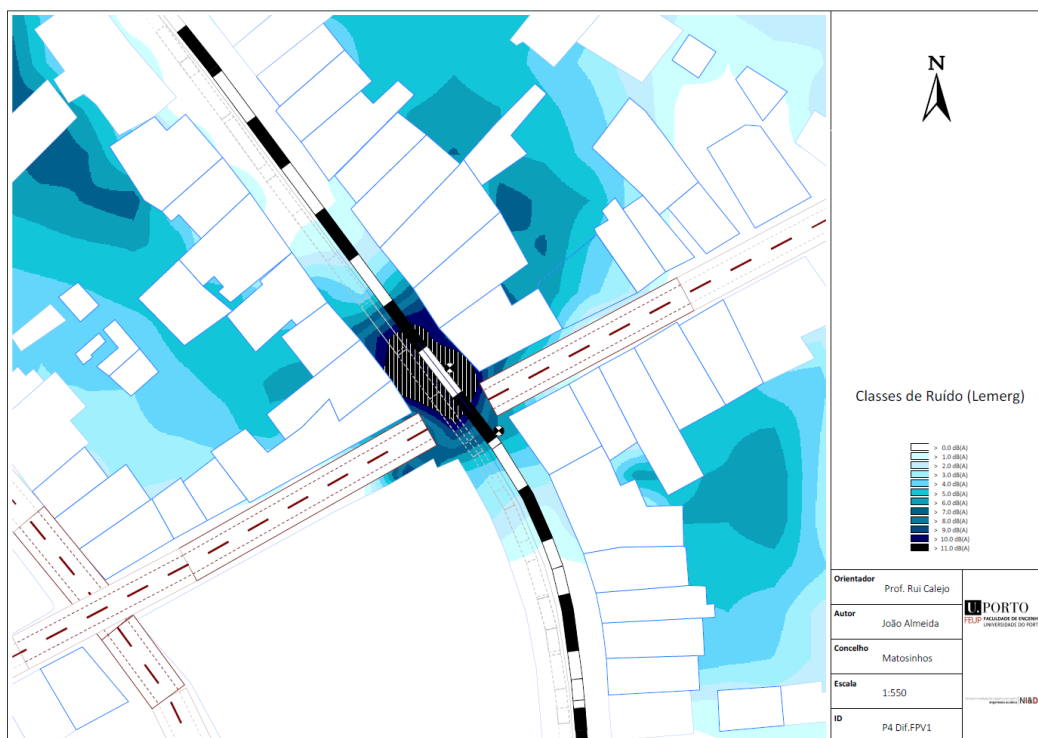 N
Classes de Ruído (Lemerg)
> 0.0 dB(A)
> 1.0 dB(A)
> 2.0 dB(A)
> 3.0 dB(A)
> 4.0 dB(A)
> 5.0 dB(A)
> 6.0 dB(A)
> 7.0 dB(A)
> 8.0 dB(A)
> 9.0 dB(A)
> 10.0 dB(A)
> 11.0 dB(A)
Orientador
Prof. Rui Calejo
Autor
João Almeida
Concelho
Matosinhos
Escala
1:550
ID
P4 Dif.FPV1
U. PORTO
FEUP FACULDADE DE ENGENH
UNIVERSIDADE DO PORT
NI&D